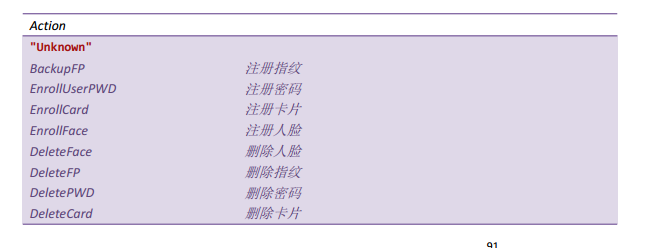 Action
"Unknown"
BackupFP 注册指纹
EnrollUserPWD 注册密码
EnrollCard 注册卡片
EnrollFace 注册人脸
DeleteFace 删除人脸
DeleteFP 删除指纹
DeletePWD 删除密码
DeleteCard 删除卡片
91